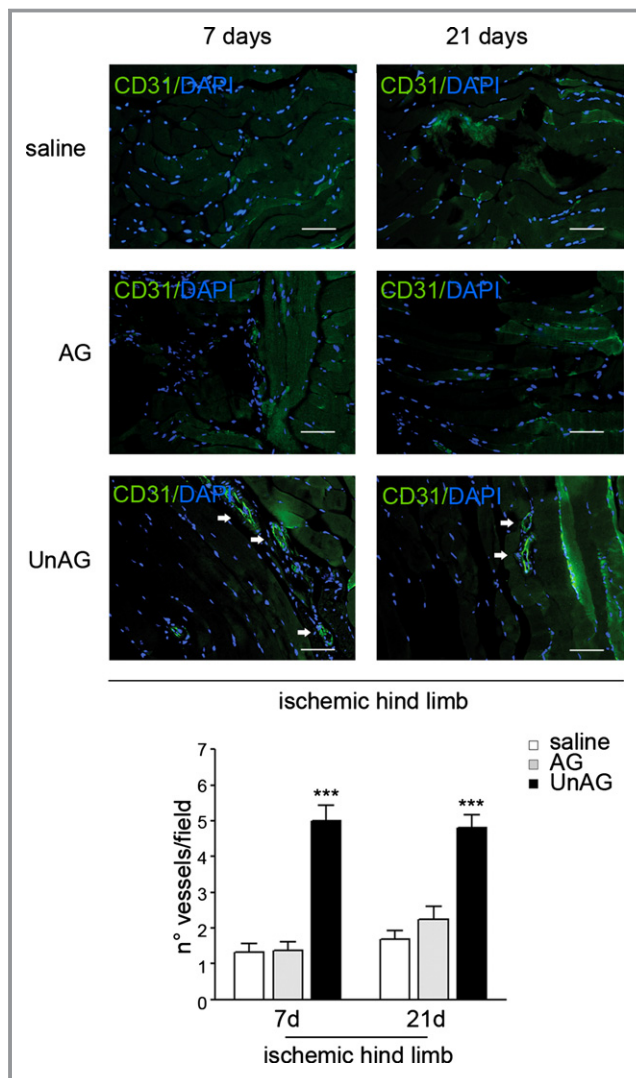 7 days
21 days
saline
CD31/DAPI
CD31/DAPI
AG
CD31/DAPI
CD31/DAPI
UnAG
CD31/DAPI
CD31/DAPI
ischemic hind limb
saline
AG
UnAG
n° vessels/field
7
6
5
4
3
2
1
0
***
***
7d
21d
ischemic hind limb